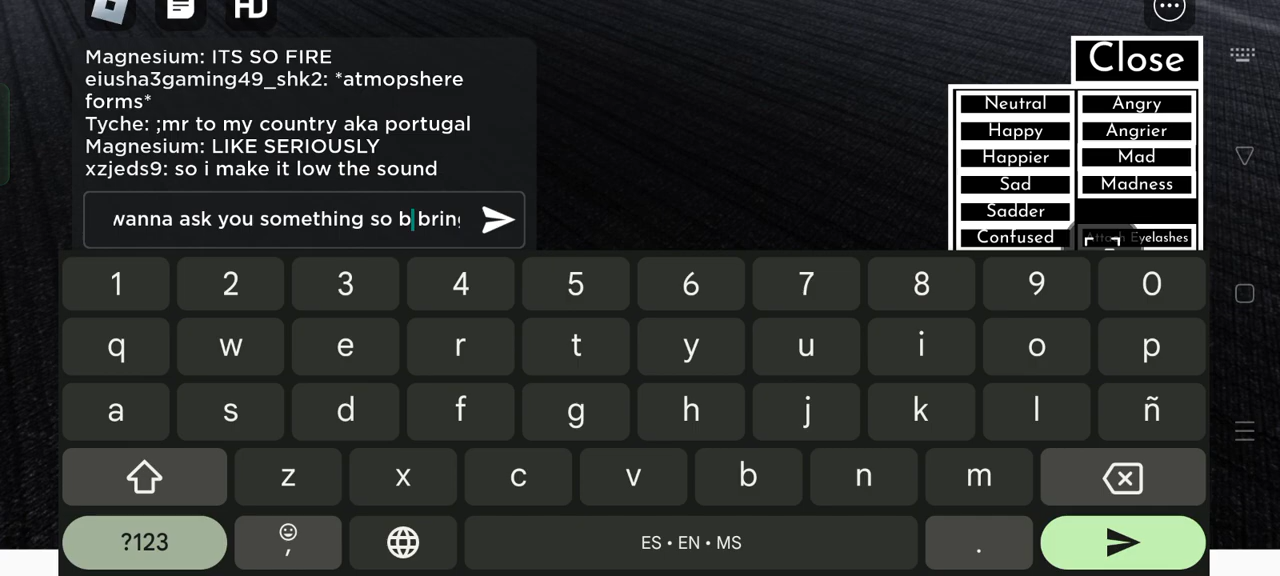 HD
Magnesium: ITS SO FIRE
eiusha3gaming49_shk2: *atmopshere
forms*
Tyche: ;mr to my country aka portugal
Magnesium: LIKE SERIOUSLY
xzjeds9: so i make it low the sound
wanna ask you something so b bring
Close
Neutral Angry
Happy Angrier
Happier Mad
Sad Madness
Sadder
Confused Attach Eyelashes
1 2 3 4 5 6 7 8 9 0
q w e r t y u i o p
a s d f g h j k l ñ
z x c v b n m
?123 , ES • EN • MS .